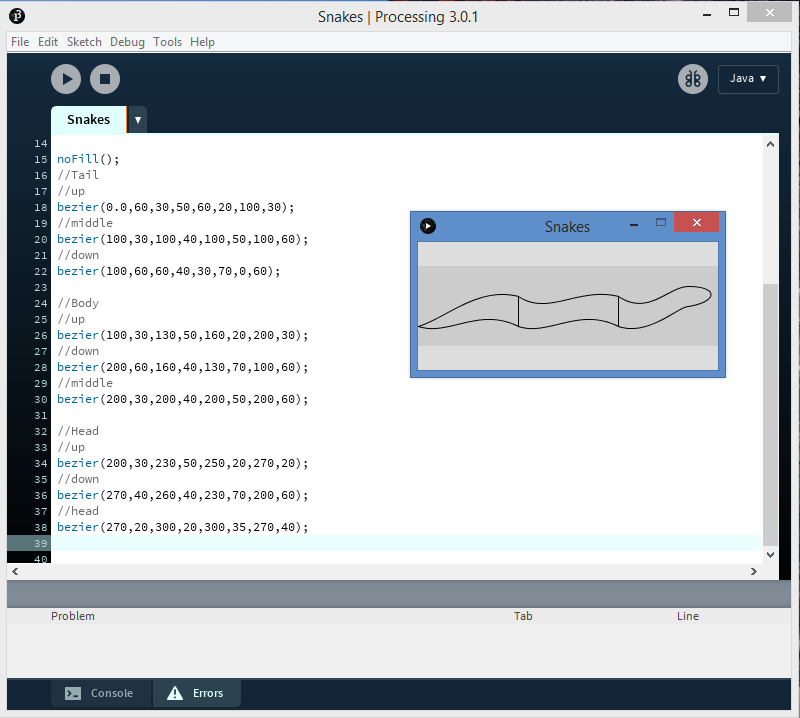 Snakes | Processing 3.0.1
File Edit Sketch Debug Tools Help
Java ▼
Snakes ▼
14
15 noFill();
16 //Tail
17 //up
18 bezier(0.0,60,30,50,60,20,100,30);
19 //middle
20 bezier(100,30,100,40,100,50,100,60);
21 //down
22 bezier(100,60,60,40,30,70,0,60);
23
24 //Body
25 //up
26 bezier(100,30,130,50,160,20,200,30);
27 //down
28 bezier(200,60,160,40,130,70,100,60);
29 //middle
30 bezier(200,30,200,40,200,50,200,60);
31
32 //Head
33 //up
34 bezier(200,30,230,50,250,20,270,20);
35 //down
36 bezier(270,40,260,40,230,70,200,60);
37 //head
38 bezier(270,20,300,20,300,35,270,40);
39
40
Snakes
Problem Tab Line
Console Errors